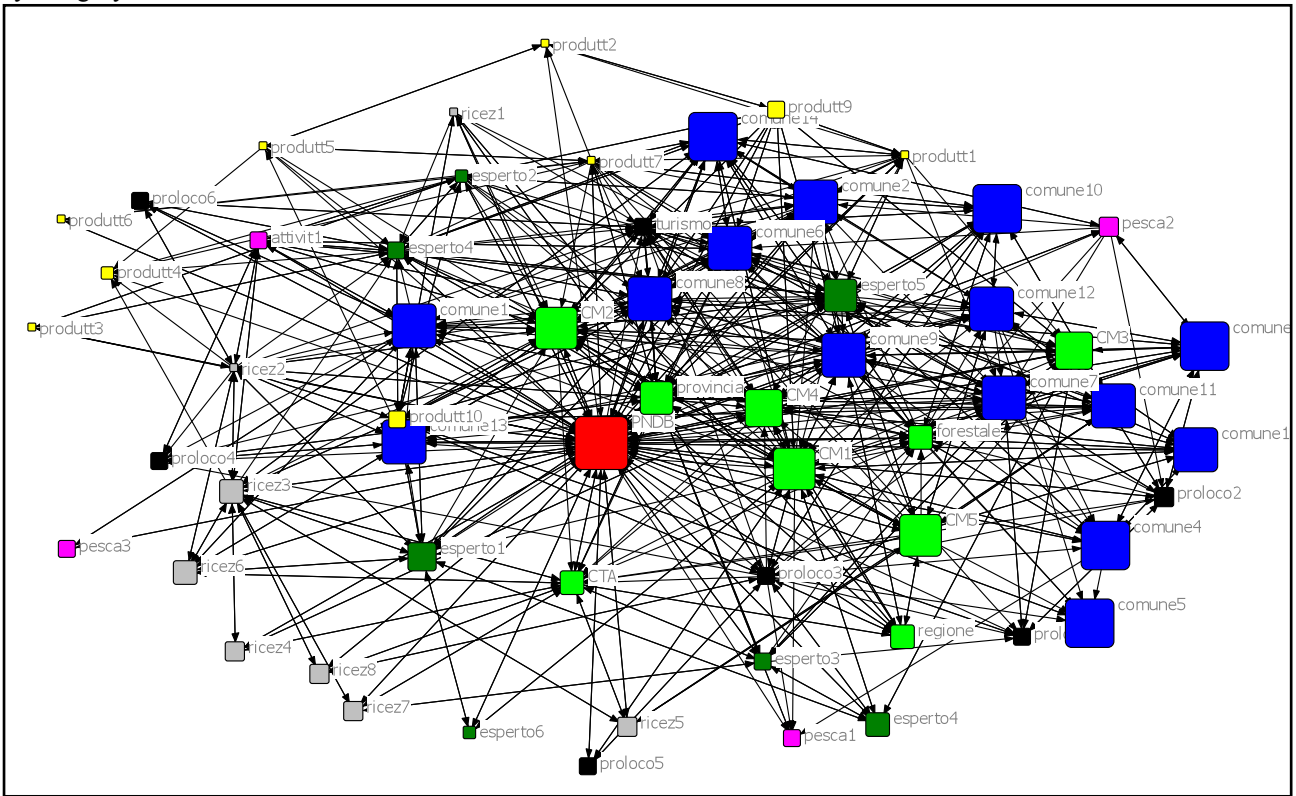 produtt2
produtt9
comune14
ricez1
produtt5
produtt7
produtt1
esperto2
comune2
comune10
proloco6
produtt6
turismo
comune6
pesca2
attivit1
esperto4
produtt4
comune8
esperto5
comune12
comune1
CM2
produtt3
comune
comune9
CM3
ricez2
provincia
CM4
comune7
comune11
produtt10
comune13
PNDB
forestale
comune1
proloco4
CM1
ricez3
proloco2
CM5
comune4
pesca3
esperto1
ricez6
CTA
proloco3
comune5
regione
ricez4
esperto3
ricez8
ricez7
esperto4
ricez5
esperto6
pesca1
proloco5